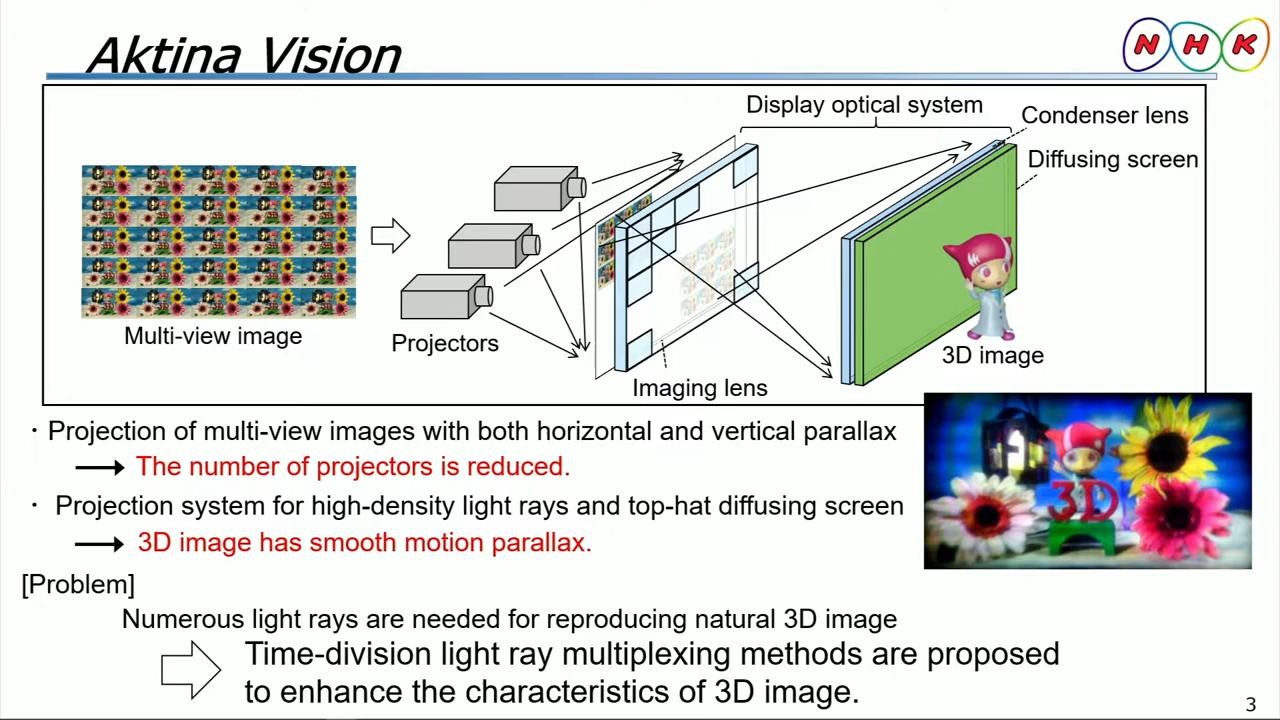 Aktina Vision
NHK
Display optical system
Condenser lens
Diffusing screen
Multi-view image
Projectors
Imaging lens
3D image
・Projection of multi-view images with both horizontal and vertical parallax
The number of projectors is reduced.
・ Projection system for high-density light rays and top-hat diffusing screen
3D image has smooth motion parallax.
3D
[Problem]
Numerous light rays are needed for reproducing natural 3D image
Time-division light ray multiplexing methods are proposed
to enhance the characteristics of 3D image.
3